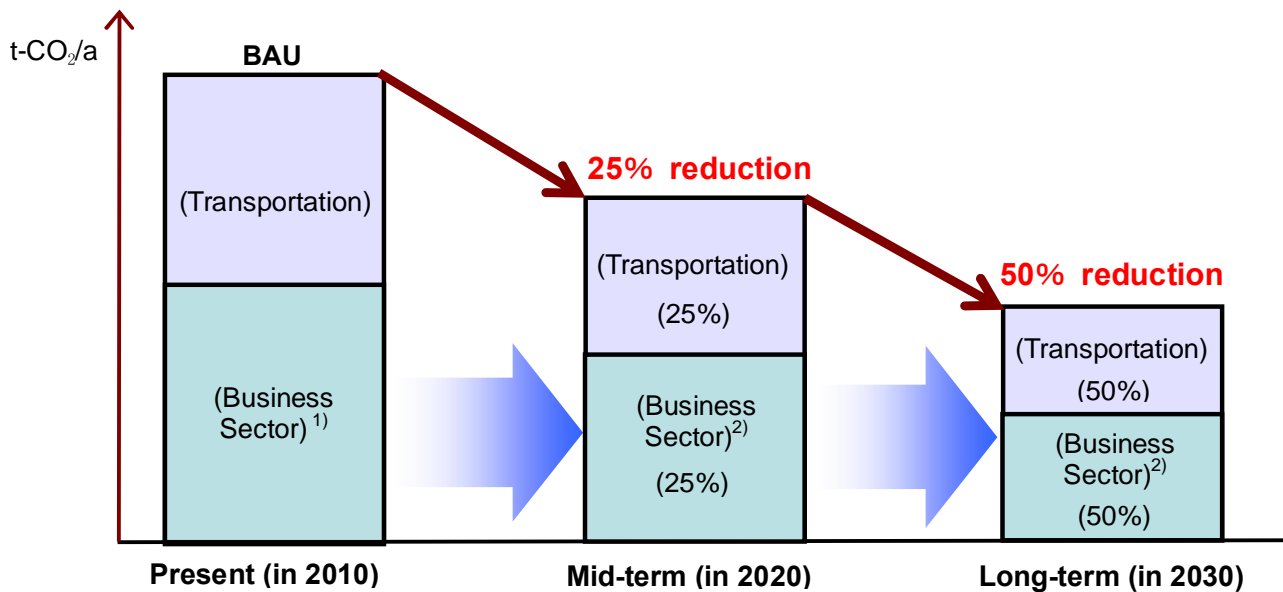 t-CO₂/a
BAU
(Transportation)
(Business
Sector) ¹⁾
25% reduction
(Transportation)
(25%)
(Business
Sector)²⁾
(25%)
50% reduction
(Transportation)
(50%)
(Business
Sector)²⁾
(50%)
Present (in 2010)
Mid-term (in 2020)
Long-term (in 2030)